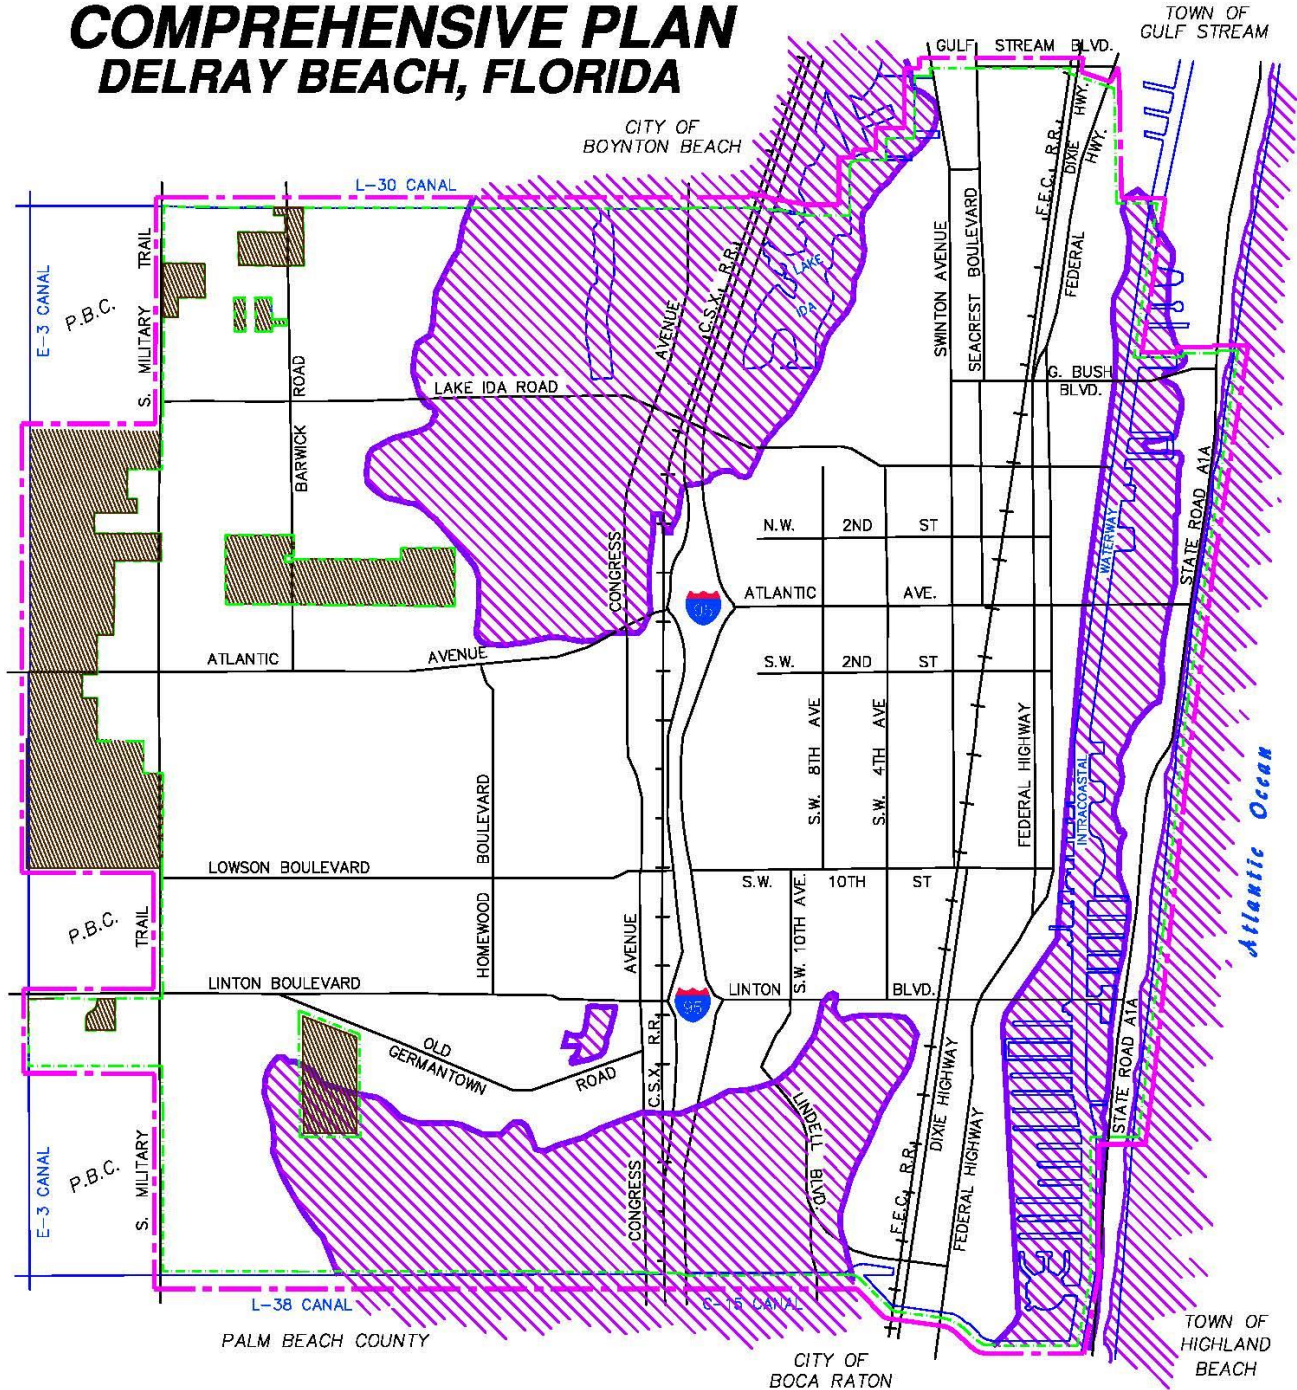 COMPREHENSIVE PLAN
DELRAY BEACH, FLORIDA
TOWN OF
GULF STREAM
GULF STREAM BLVD.
CITY OF
BOYNTON BEACH
L-30 CANAL
E-3 CANAL
P.B.C.
S. MILITARY TRAIL
BARWICK ROAD
LAKE IDA ROAD
AVENUE
C.S.X. R.R.
LAKE
IDA
SWINTON AVENUE
SEACREST BOULEVARD
F.E.C. R.R.
DIXIE HWY.
FEDERAL HWY.
G. BUSH
BLVD.
STATE ROAD A1A
WATERWAY
N.W. 2ND ST
CONGRESS
95
ATLANTIC AVE.
ATLANTIC AVENUE
S.W. 2ND ST
S.W. 8TH AVE
S.W. 4TH AVE
FEDERAL HIGHWAY
INTRACOASTAL
Atlantic Ocean
HOMEWOOD BOULEVARD
LOWSON BOULEVARD
S.W. 10TH ST
S.W. 10TH AVE.
P.B.C.
TRAIL
AVENUE
LINTON BOULEVARD
95
LINTON BLVD.
OLD
GERMANTOWN
ROAD
C.S.X. R.R.
LINDELL BLVD.
DIXIE HIGHWAY
STATE ROAD A1A
F.E.C. R.R.
FEDERAL HIGHWAY
P.B.C.
E-3 CANAL
S. MILITARY
CONGRESS
L-38 CANAL
C-15 CANAL
PALM BEACH COUNTY
CITY OF
BOCA RATON
TOWN OF
HIGHLAND
BEACH